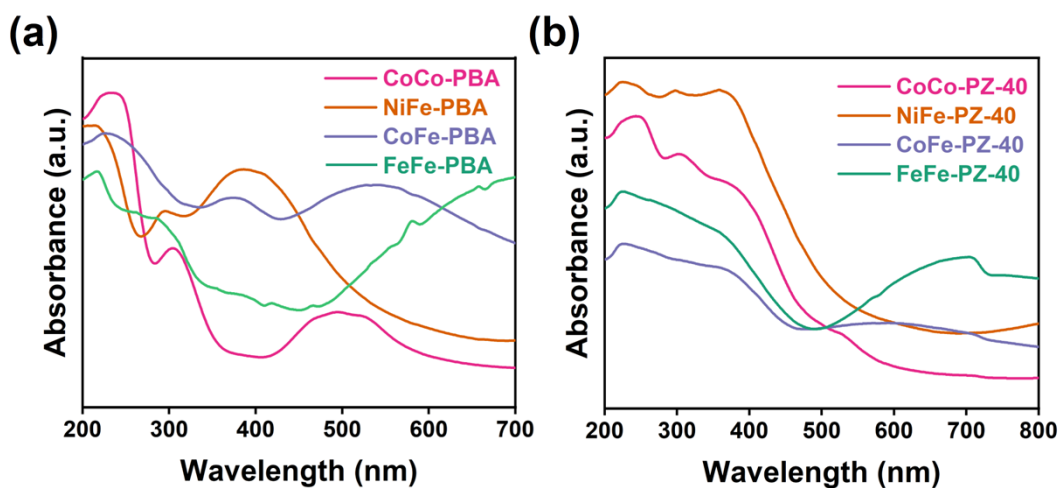 (a)
CoCo-PBA
NiFe-PBA
CoFe-PBA
FeFe-PBA
Absorbance (a.u.)
200 300 400 500 600 700
Wavelength (nm)
(b)
CoCo-PZ-40
NiFe-PZ-40
CoFe-PZ-40
FeFe-PZ-40
Absorbance (a.u.)
200 300 400 500 600 700 800
Wavelength (nm)